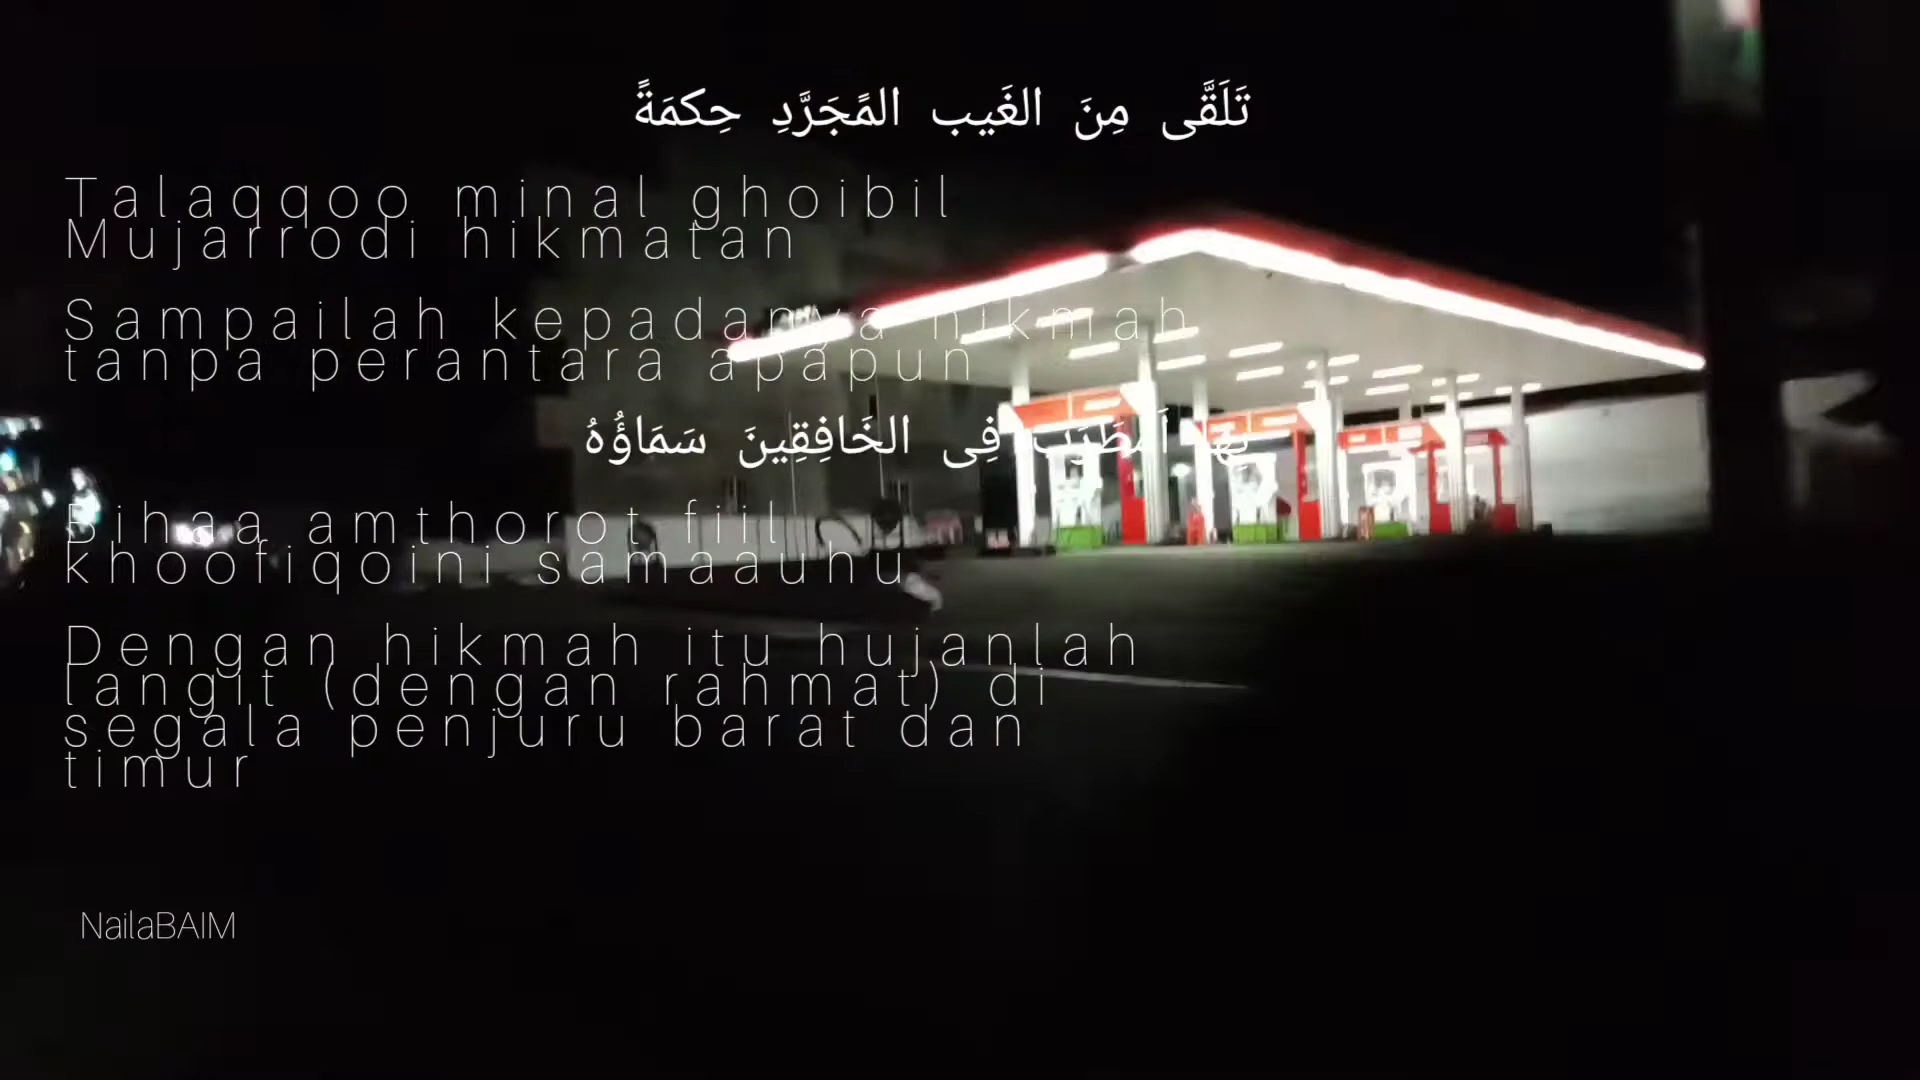 تَلَقَّى مِنَ الغَيب المًجَرَّدِ حِكمَةً
Talaqqoo minal ghoibil
Mujarrodi hikmatan
Sampailah kepadanya hikmah
tanpa perantara apapun
بِهَا اَمطَرَت فِى الخَافِقِينَ سَمَاؤُهُ
Bihaa amthorot fiil
khoofiqoini samaauhu
Dengan hikmah itu hujanlah
langit (dengan rahmat) di
segala penjuru barat dan
timur
NailaBAIM